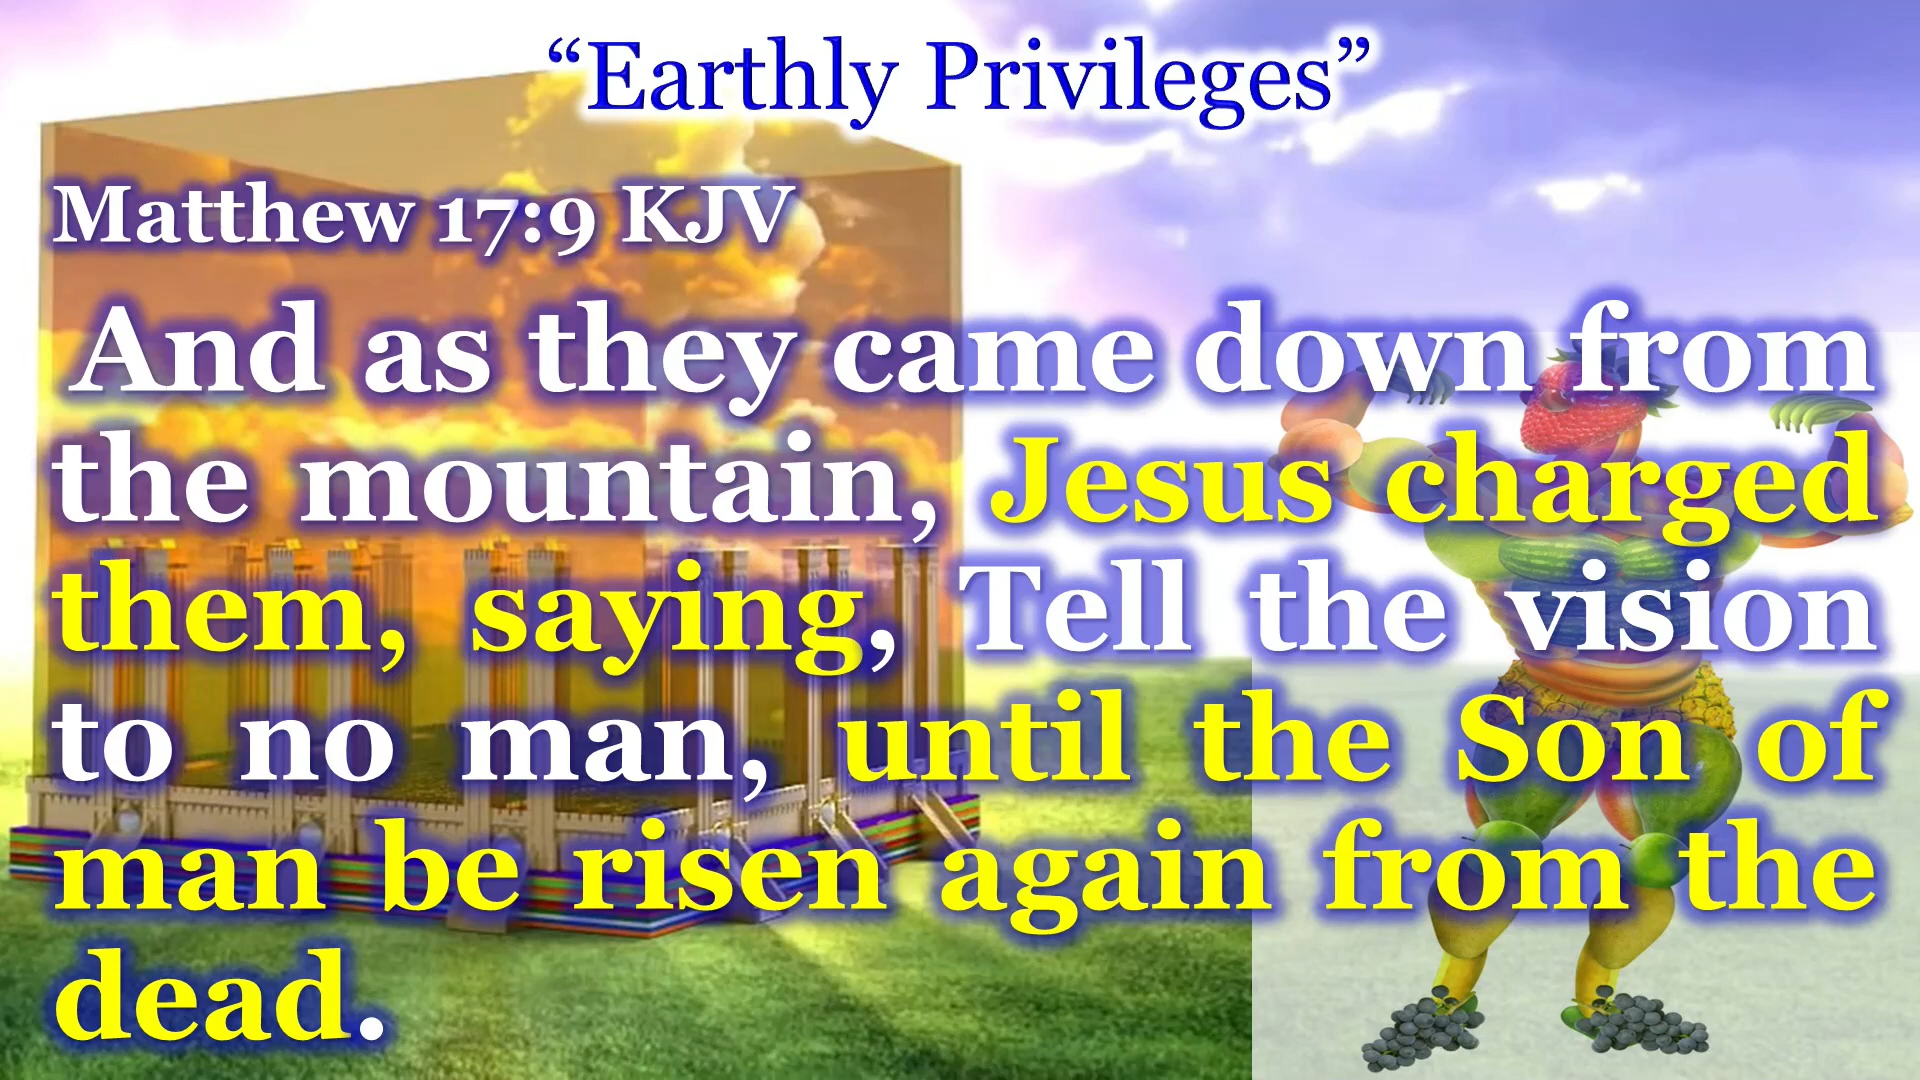 “Earthly Privileges”
Matthew 17:9 KJV
And as they came down from
the mountain, Jesus charged
them, saying, Tell the vision
to no man, until the Son of
man be risen again from the
dead.